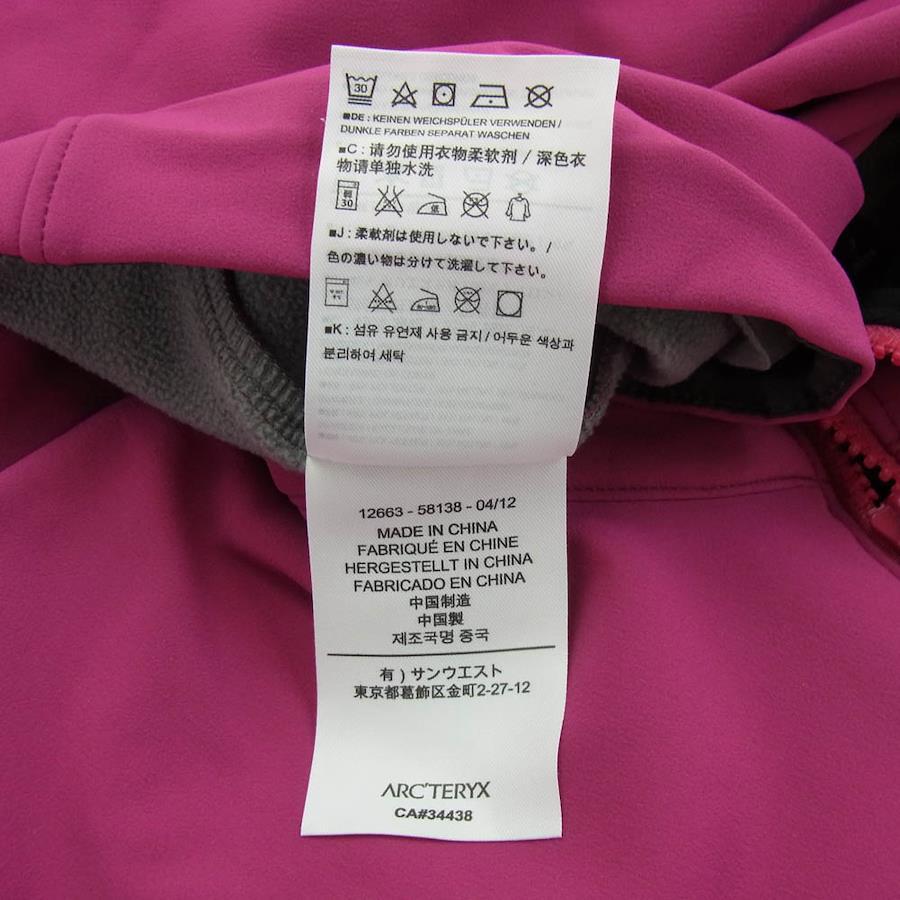 30
■DE: KEINEN WEICHSPÜLER VERWENDEN /
DUNKLE FARBEN SEPARAT WASCHEN
■C : 请勿使用衣物柔软剂 / 深色衣
物请单独水洗
30
低
■J : 柔軟剤は使用しないで下さい。/
色の濃い物は分けて洗濯して下さい。
■K : 섬유 유연제 사용 금지 / 어두운 색상과
분리하여 세탁
12663 - 58138 - 04/12
MADE IN CHINA
FABRIQUÉ EN CHINE
HERGESTELLT IN CHINA
FABRICADO EN CHINA
中国制造
中国製
제조국명 중국
有 ) サンウエスト
東京都葛飾区金町2-27-12
ARC'TERYX
CA#34438